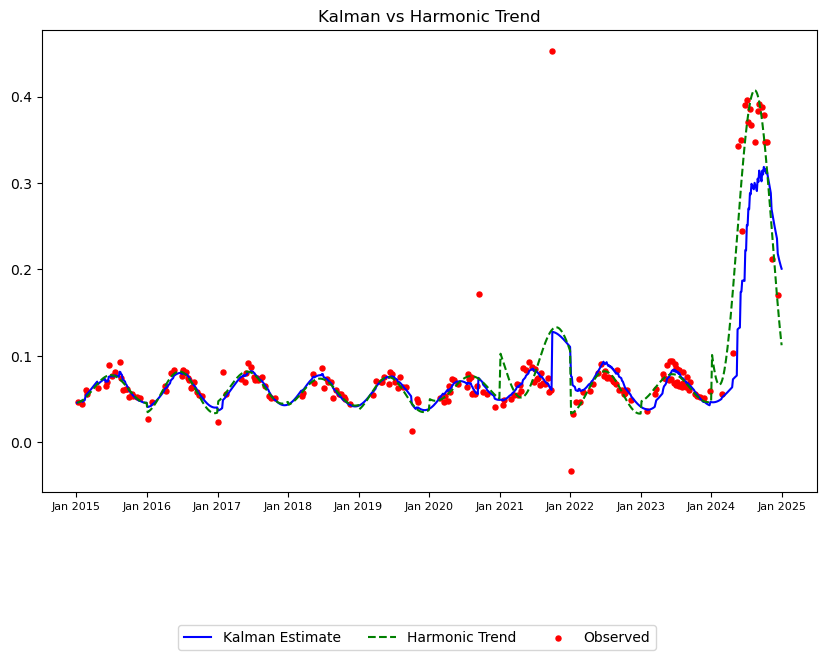 Kalman vs Harmonic Trend
0.4
0.3
0.2
0.1
0.0
Jan 2015 Jan 2016 Jan 2017 Jan 2018 Jan 2019 Jan 2020 Jan 2021 Jan 2022 Jan 2023 Jan 2024 Jan 2025
Kalman Estimate Harmonic Trend Observed